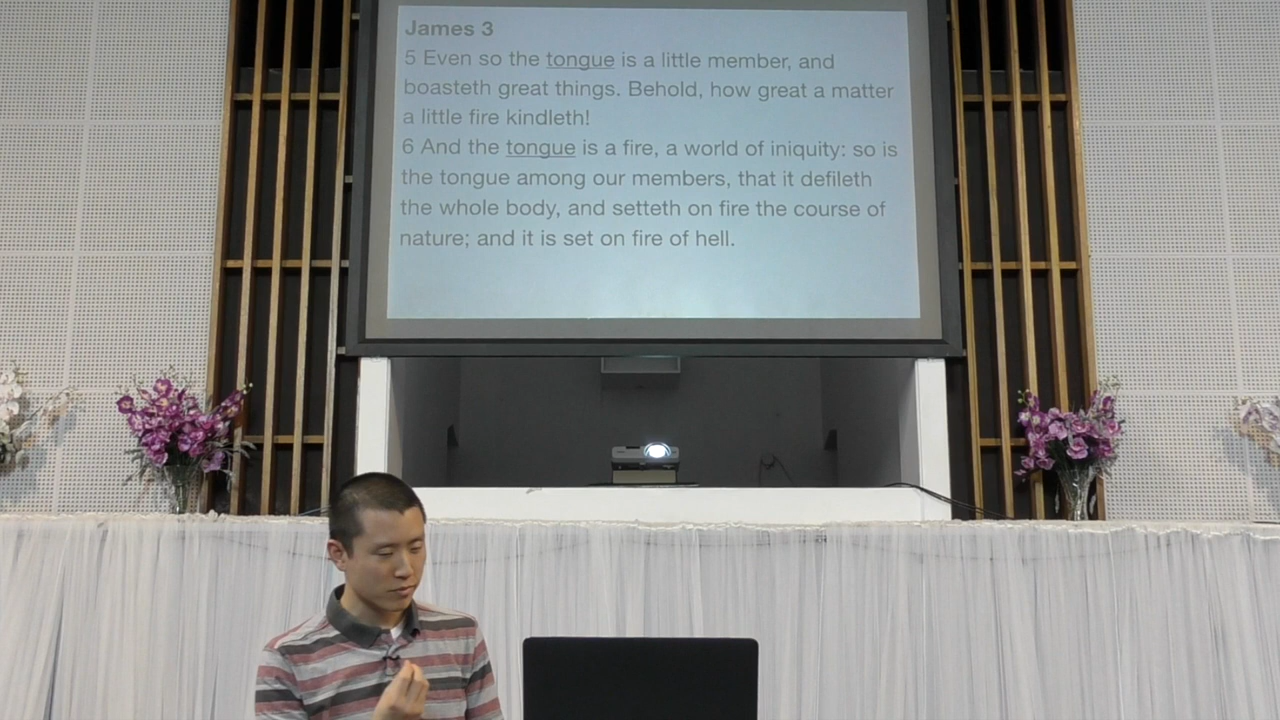 James 3
5 Even so the tongue is a little member, and
boasteth great things. Behold, how great a matter
a little fire kindleth!
6 And the tongue is a fire, a world of iniquity: so is
the tongue among our members, that it defileth
the whole body, and setteth on fire the course of
nature; and it is set on fire of hell.